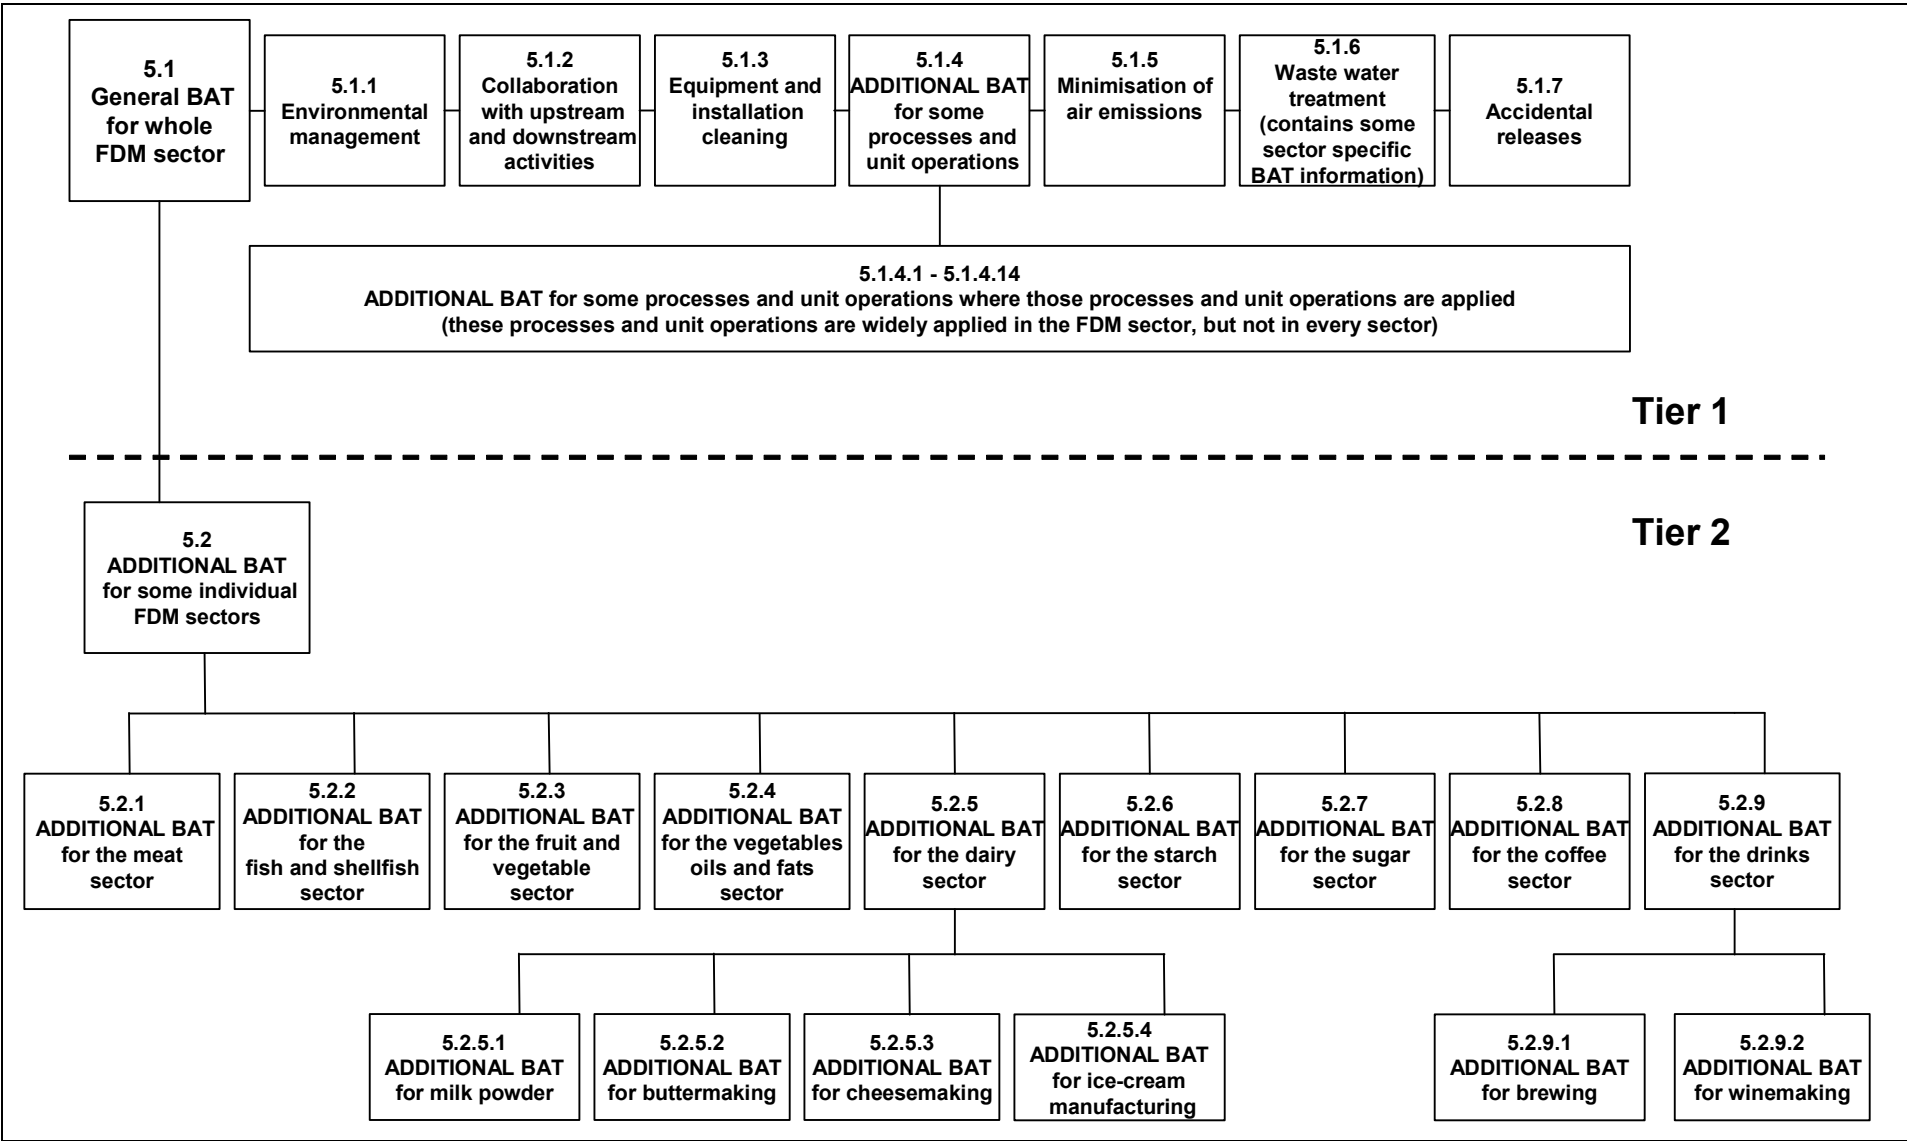 5.1
General BAT
for whole
FDM sector
5.1.1
Environmental
management
5.1.2
Collaboration
with upstream
and downstream
activities
5.1.3
Equipment and
installation
cleaning
5.1.4
ADDITIONAL BAT
for some
processes and
unit operations
5.1.5
Minimisation of
air emissions
5.1.6
Waste water
treatment
(contains some
sector specific
BAT information)
5.1.7
Accidental
releases
5.1.4.1 - 5.1.4.14
ADDITIONAL BAT for some processes and unit operations where those processes and unit operations are applied
(these processes and unit operations are widely applied in the FDM sector, but not in every sector)
Tier 1
Tier 2
5.2
ADDITIONAL BAT
for some individual
FDM sectors
5.2.1
ADDITIONAL BAT
for the meat
sector
5.2.2
ADDITIONAL BAT
for the
fish and shellfish
sector
5.2.3
ADDITIONAL BAT
for the fruit and
vegetable
sector
5.2.4
ADDITIONAL BAT
for the vegetables
oils and fats
sector
5.2.5
ADDITIONAL BAT
for the dairy
sector
5.2.6
ADDITIONAL BAT
for the starch
sector
5.2.7
ADDITIONAL BAT
for the sugar
sector
5.2.8
ADDITIONAL BAT
for the coffee
sector
5.2.9
ADDITIONAL BAT
for the drinks
sector
5.2.5.1
ADDITIONAL BAT
for milk powder
5.2.5.2
ADDITIONAL BAT
for buttermaking
5.2.5.3
ADDITIONAL BAT
for cheesemaking
5.2.5.4
ADDITIONAL BAT
for ice-cream
manufacturing
5.2.9.1
ADDITIONAL BAT
for brewing
5.2.9.2
ADDITIONAL BAT
for winemaking